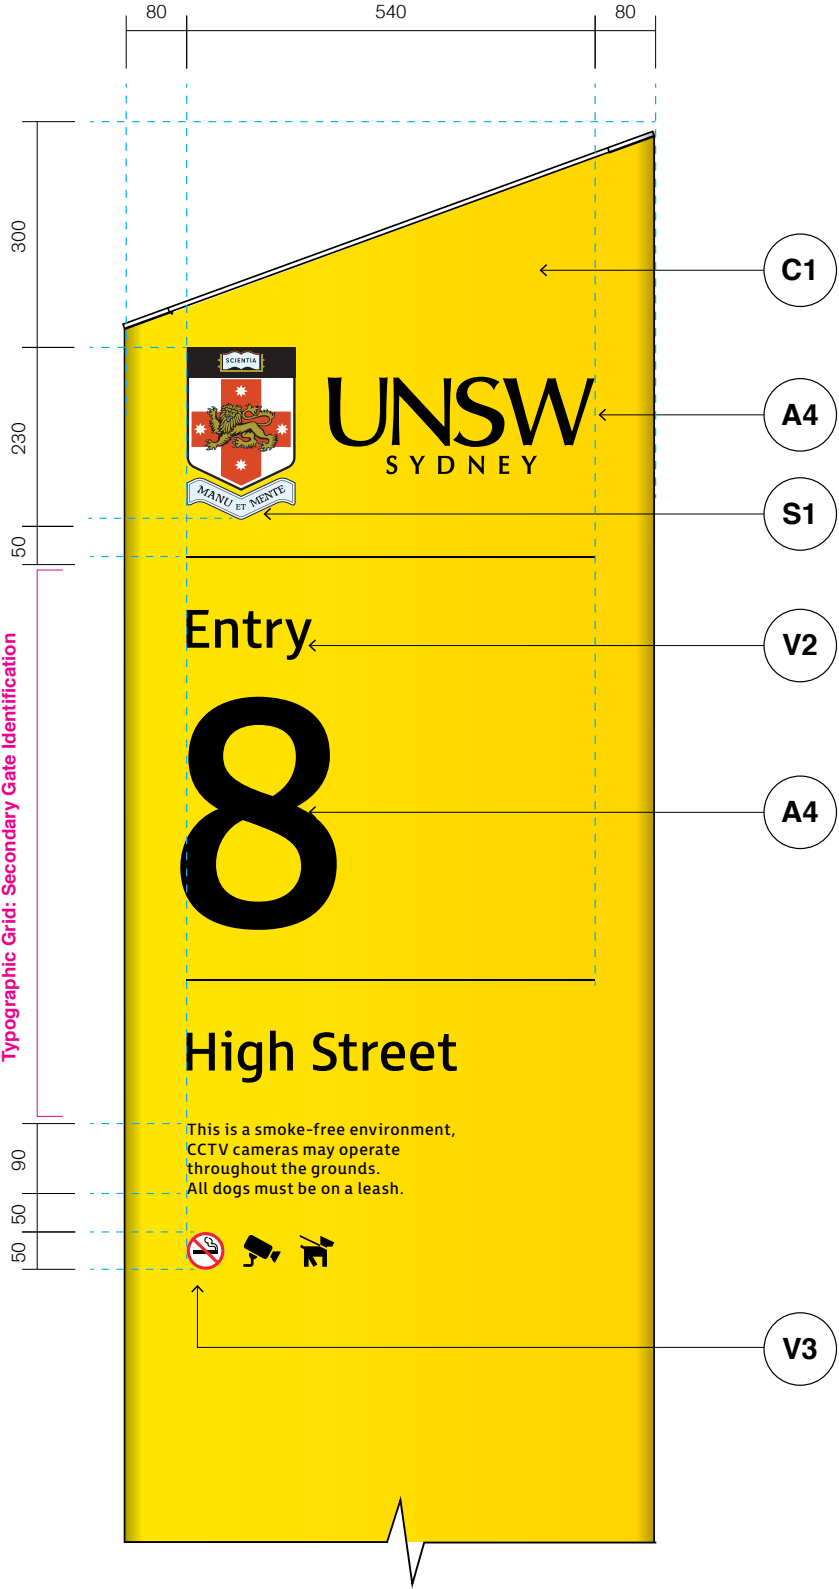 80 540 80
300
C1
SCIENTIA
UNSW
SYDNEY
A4
230
MANU ET MENTE
S1
50
Entry
V2
Typographic Grid: Secondary Gate Identification
8
A4
High Street
This is a smoke-free environment,
CCTV cameras may operate
throughout the grounds.
All dogs must be on a leash.
90
50
50
V3